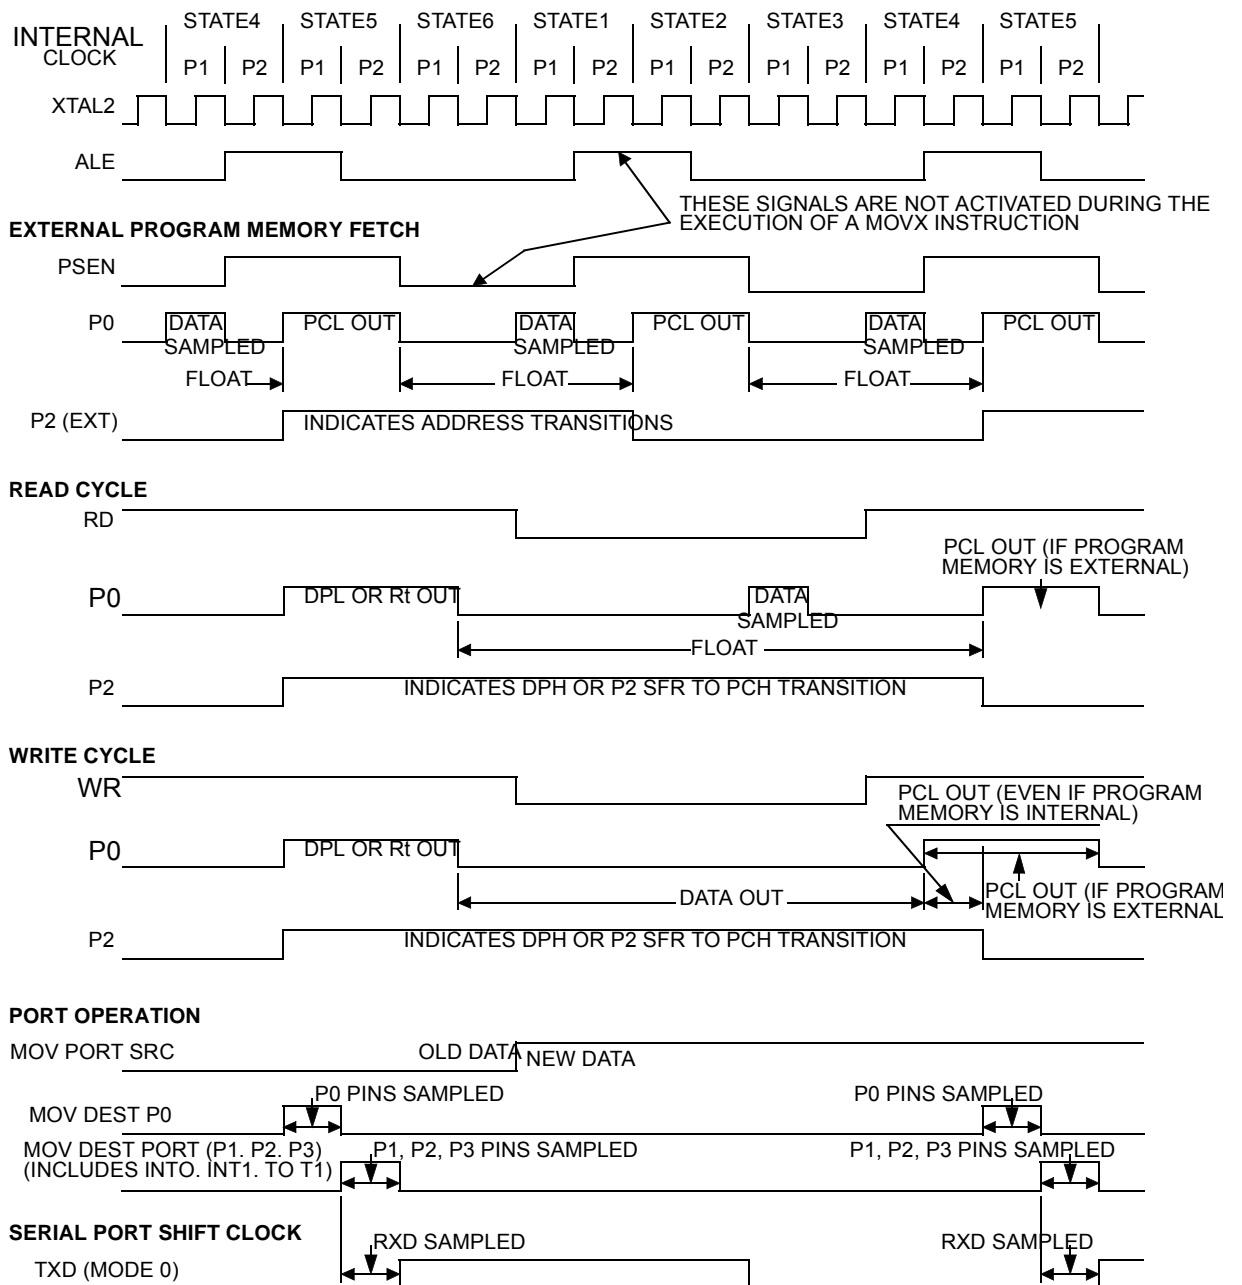 STATE4 STATE5 STATE6 STATE1 STATE2 STATE3 STATE4 STATE5
INTERNAL
CLOCK
P1 P2 P1 P2 P1 P2 P1 P2 P1 P2 P1 P2 P1 P2 P1 P2
XTAL2
ALE
THESE SIGNALS ARE NOT ACTIVATED DURING THE
EXECUTION OF A MOVX INSTRUCTION
EXTERNAL PROGRAM MEMORY FETCH
PSEN
P0 DATA PCL OUT DATA PCL OUT DATA PCL OUT
SAMPLED SAMPLED SAMPLED
FLOAT FLOAT FLOAT
P2 (EXT) INDICATES ADDRESS TRANSITIONS
READ CYCLE
RD
PCL OUT (IF PROGRAM
MEMORY IS EXTERNAL)
P0 DPL OR Rt OUT DATA
SAMPLED
FLOAT
P2 INDICATES DPH OR P2 SFR TO PCH TRANSITION
WRITE CYCLE
WR
PCL OUT (EVEN IF PROGRAM
MEMORY IS INTERNAL)
P0 DPL OR Rt OUT
DATA OUT PCL OUT (IF PROGRAM
MEMORY IS EXTERNAL
P2 INDICATES DPH OR P2 SFR TO PCH TRANSITION
PORT OPERATION
MOV PORT SRC OLD DATA NEW DATA
P0 PINS SAMPLED P0 PINS SAMPLED
MOV DEST P0
MOV DEST PORT (P1. P2. P3) P1, P2, P3 PINS SAMPLED P1, P2, P3 PINS SAMPLED
(INCLUDES INTO. INT1. TO T1)
SERIAL PORT SHIFT CLOCK RXD SAMPLED RXD SAMPLED
TXD (MODE 0)